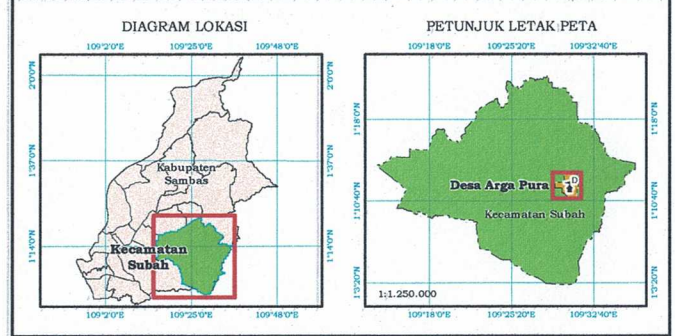 DIAGRAM LOKASI
109°2'0"E 109°25'0"E 109°48'0"E
2°0'0"N 2°0'0"N
1°37'0"N 1°37'0"N
Kabupaten
Sambas
1°14'0"N 1°14'0"N
Kecamatan
Subah
109°2'0"E 109°25'0"E 109°48'0"E
PETUNJUK LETAK PETA
109°18'0"E 109°25'20"E 109°32'40"E
1°18'0"N 1°18'0"N
Desa Arga Pura
1°10'40"N 1°10'40"N
Kecamatan Subah
1°3'20"N 1°3'20"N
1:1.250.000
109°18'0"E 109°25'20"E 109°32'40"E